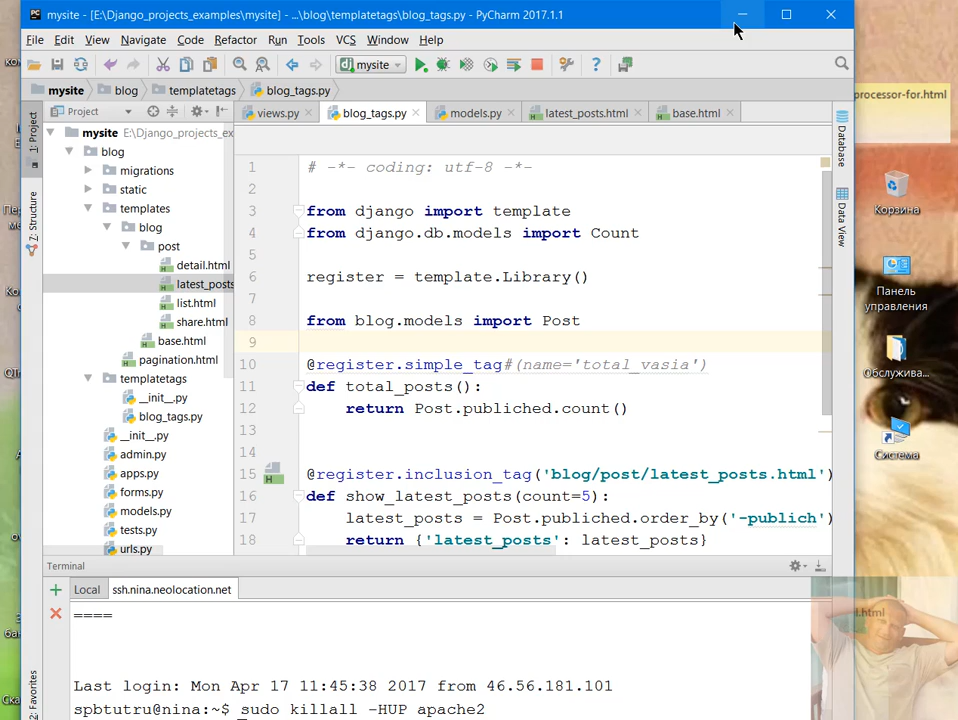 mysite - [E:\Django_projects_examples\mysite] - ...\blog\templatetags\blog_tags.py - PyCharm 2017.1.1
File Edit View Navigate Code Refactor Run Tools VCS Window Help
mysite
mysite blog templatetags blog_tags.py
Project
views.py blog_tags.py models.py latest_posts.html base.html
1: Project
7: Structure
2: Favorites
mysite E:\Django_projects_ex
blog
migrations
static
templates
blog
post
detail.html
latest_posts
list.html
share.html
base.html
pagination.html
templatetags
__init__.py
blog_tags.py
__init__.py
admin.py
apps.py
forms.py
models.py
tests.py
urls.py
1 # -*- coding: utf-8 -*-
2
3 from django import template
4 from django.db.models import Count
5
6 register = template.Library()
7
8 from blog.models import Post
9
10 @register.simple_tag#(name='total_vasia')
11 def total_posts():
12 return Post.publiched.count()
13
14
15 @register.inclusion_tag('blog/post/latest_posts.html')
16 def show_latest_posts(count=5):
17 latest_posts = Post.publiched.order_by('-publich')
18 return {'latest_posts': latest_posts}
Database
Data View
Terminal
Local ssh.nina.neolocation.net
====
Last login: Mon Apr 17 11:45:38 2017 from 46.56.181.101
spbtutru@nina:~$ sudo killall -HUP apache2
processor-for.html
Корзина
Панель
управления
Обслужива...
Система
l.html